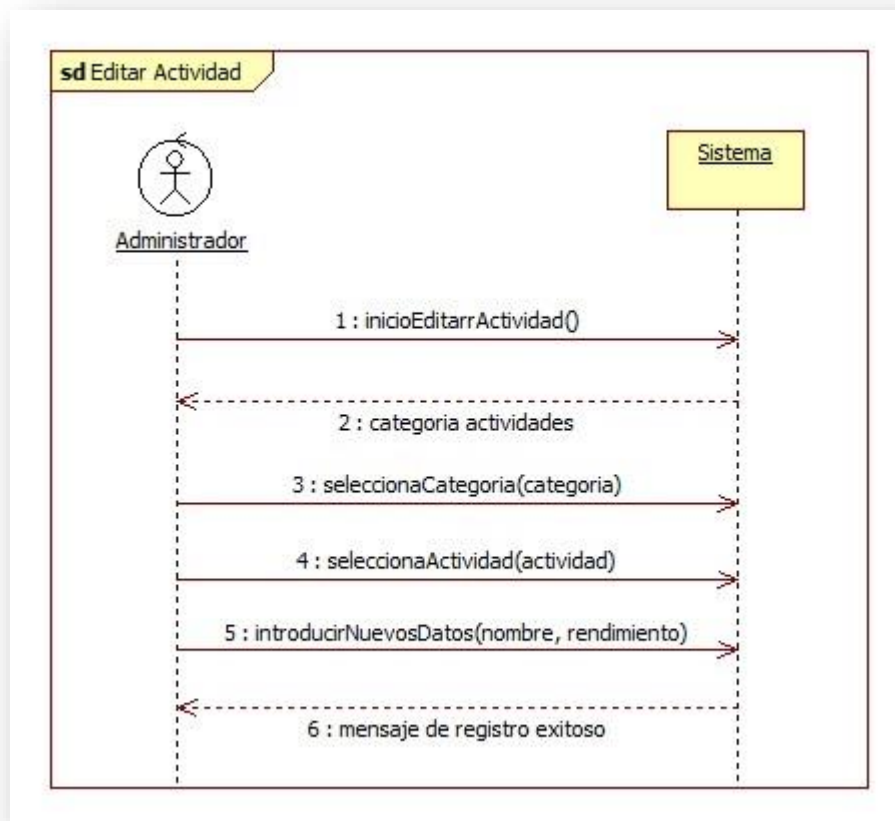 sd Editar Actividad
Sistema
Administrador
1 : inicioEditarrActividad()
2 : categoria actividades
3 : seleccionaCategoria(categoria)
4 : seleccionaActividad(actividad)
5 : introducirNuevosDatos(nombre, rendimiento)
6 : mensaje de registro exitoso